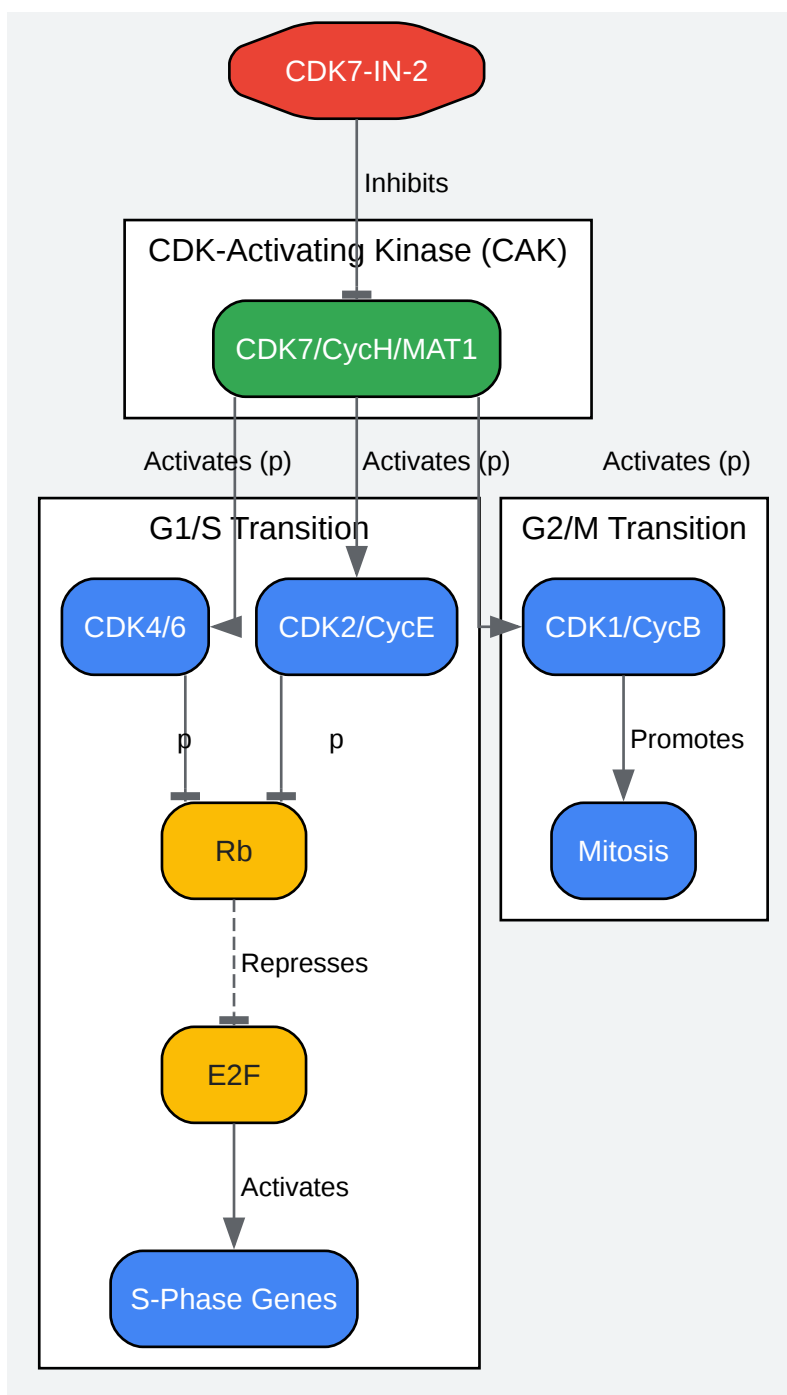 CDK7-IN-2
Inhibits
CDK-Activating Kinase (CAK)
CDK7/CycH/MAT1
Activates (p)
Activates (p)
Activates (p)
G1/S Transition
G2/M Transition
CDK4/6
CDK2/CycE
CDK1/CycB
p
p
Promotes
Rb
Mitosis
Represses
E2F
Activates
S-Phase Genes